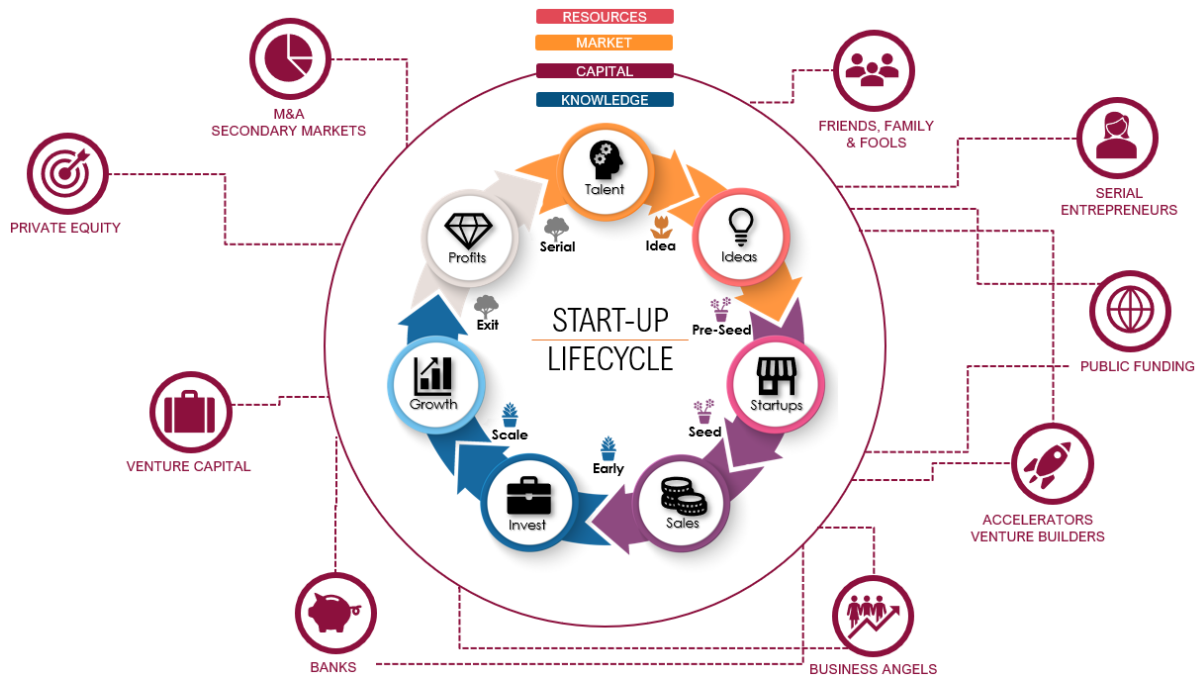 RESOURCES
MARKET
CAPITAL
KNOWLEDGE
M&A
SECONDARY MARKETS
FRIENDS, FAMILY
& FOOLS
SERIAL
ENTREPRENEURS
PRIVATE EQUITY
PUBLIC FUNDING
VENTURE CAPITAL
ACCELERATORS
VENTURE BUILDERS
BANKS
BUSINESS ANGELS
START-UP
LIFECYCLE
Talent
Idea
Ideas
Pre-Seed
Startups
Seed
Sales
Early
Invest
Scale
Growth
Exit
Profits
Serial